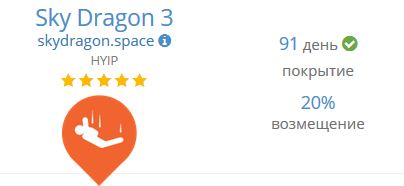 Sky Dragon 3
skydragon.space
HYIP
91 день
покрытие
20%
возмещение